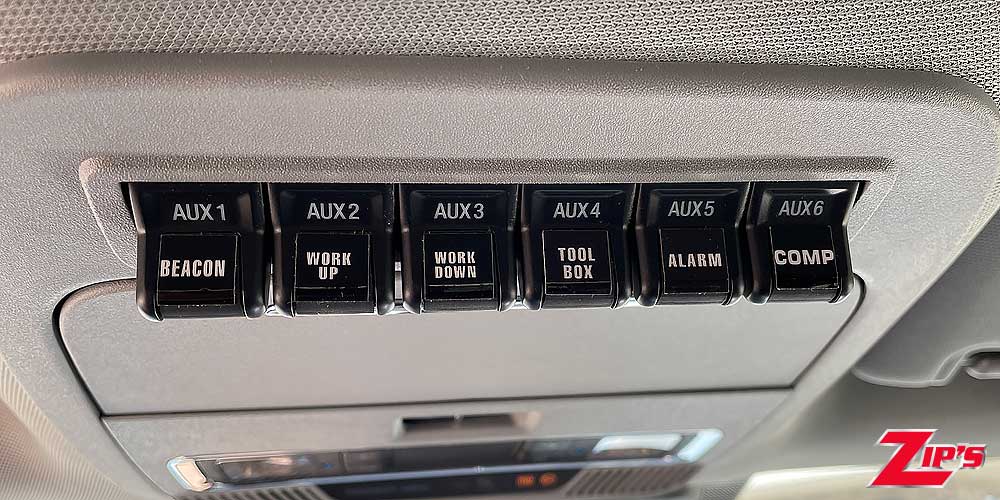 AUX1 AUX2 AUX3 AUX4 AUX5 AUX6
BEACON
WORK
UP
WORK
DOWN
TOOL
BOX
ALARM
COMP
ZIP'S